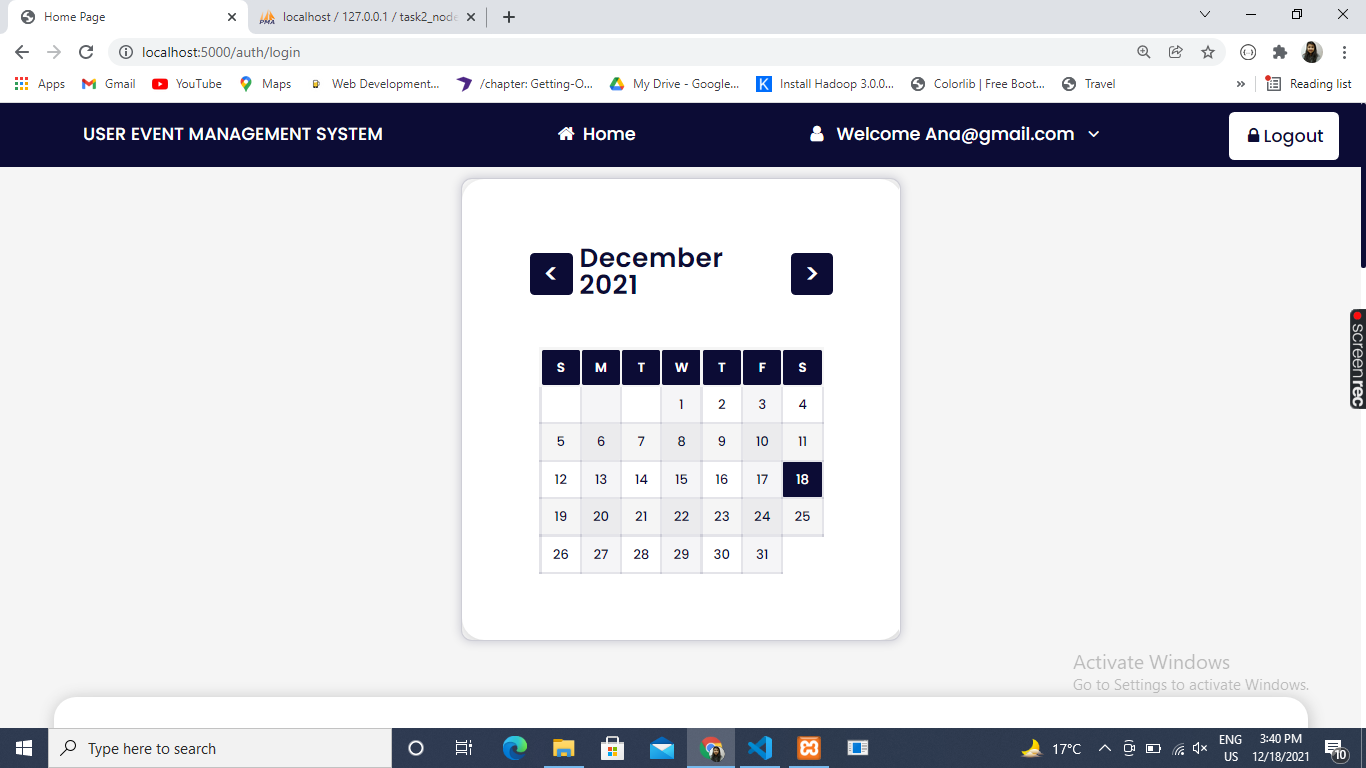 Home Page
localhost / 127.0.0.1 / task2_node
localhost:5000/auth/login
Apps Gmail YouTube Maps Web Development... /chapter: Getting-O... My Drive - Google... Install Hadoop 3.0.0... Colorlib | Free Boot... Travel » Reading list
USER EVENT MANAGEMENT SYSTEM Home Welcome Ana@gmail.com Logout
< December 2021 >
S M T W T F S
1 2 3 4
5 6 7 8 9 10 11
12 13 14 15 16 17 18
19 20 21 22 23 24 25
26 27 28 29 30 31
screenrec
Activate Windows
Go to Settings to activate Windows.
Type here to search
17°C
ENG
US
3:40 PM
12/18/2021
10